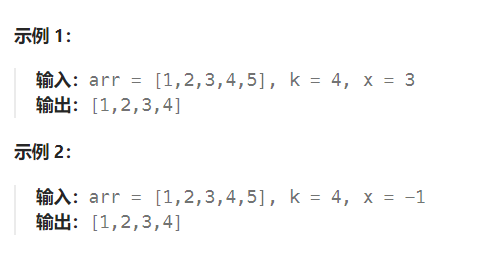 示例 1：
输入：arr = [1,2,3,4,5], k = 4, x = 3
输出：[1,2,3,4]
示例 2：
输入：arr = [1,2,3,4,5], k = 4, x = -1
输出：[1,2,3,4]